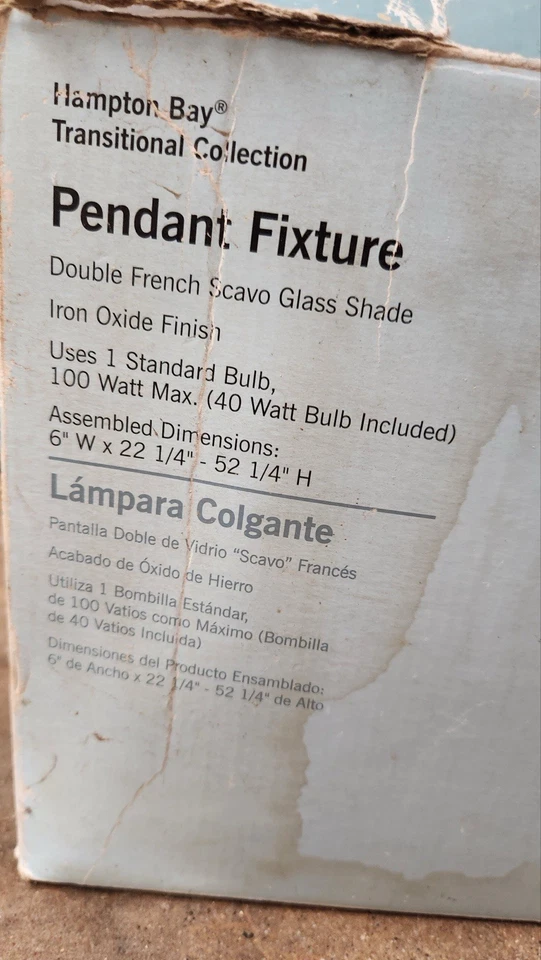 Hampton Bay®
Transitional Collection
Pendant Fixture
Double French Scavo Glass Shade
Iron Oxide Finish
Uses 1 Standard Bulb,
100 Watt Max. (40 Watt Bulb Included)
Assembled Dimensions:
6" W x 22 1/4" - 52 1/4" H
Lámpara Colgante
Pantalla Doble de Vidrio “Scavo” Francés
Acabado de Óxido de Hierro
Utiliza 1 Bombilla Estándar,
de 100 Vatios como Máximo (Bombilla
de 40 Vatios Incluida)
Dimensiones del Producto Ensamblado:
6" de Ancho x 22 1/4" - 52 1/4" de Alto